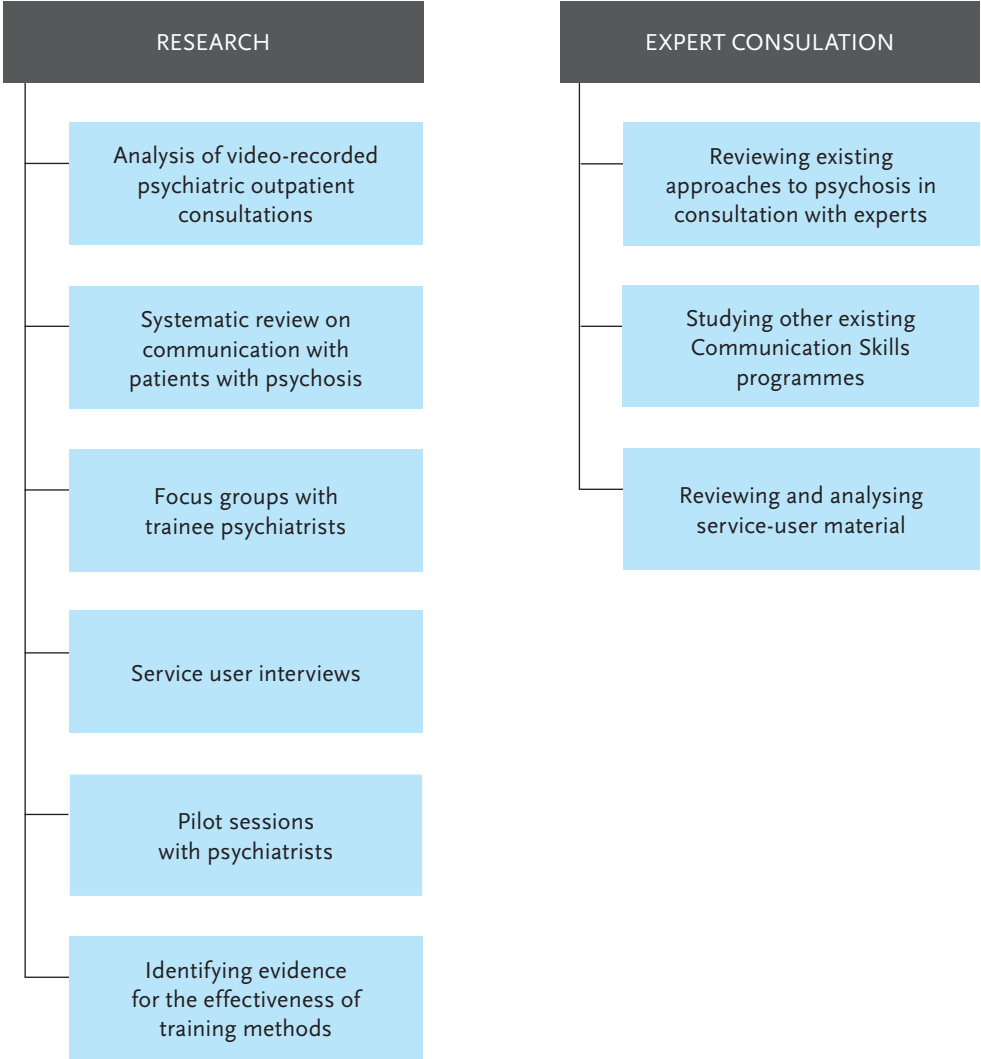 RESEARCH
Analysis of video-recorded
psychiatric outpatient
consultations
Systematic review on
communication with
patients with psychosis
Focus groups with
trainee psychiatrists
Service user interviews
Pilot sessions
with psychiatrists
Identifying evidence
for the effectiveness of
training methods
EXPERT CONSULATION
Reviewing existing
approaches to psychosis in
consultation with experts
Studying other existing
Communication Skills
programmes
Reviewing and analysing
service-user material